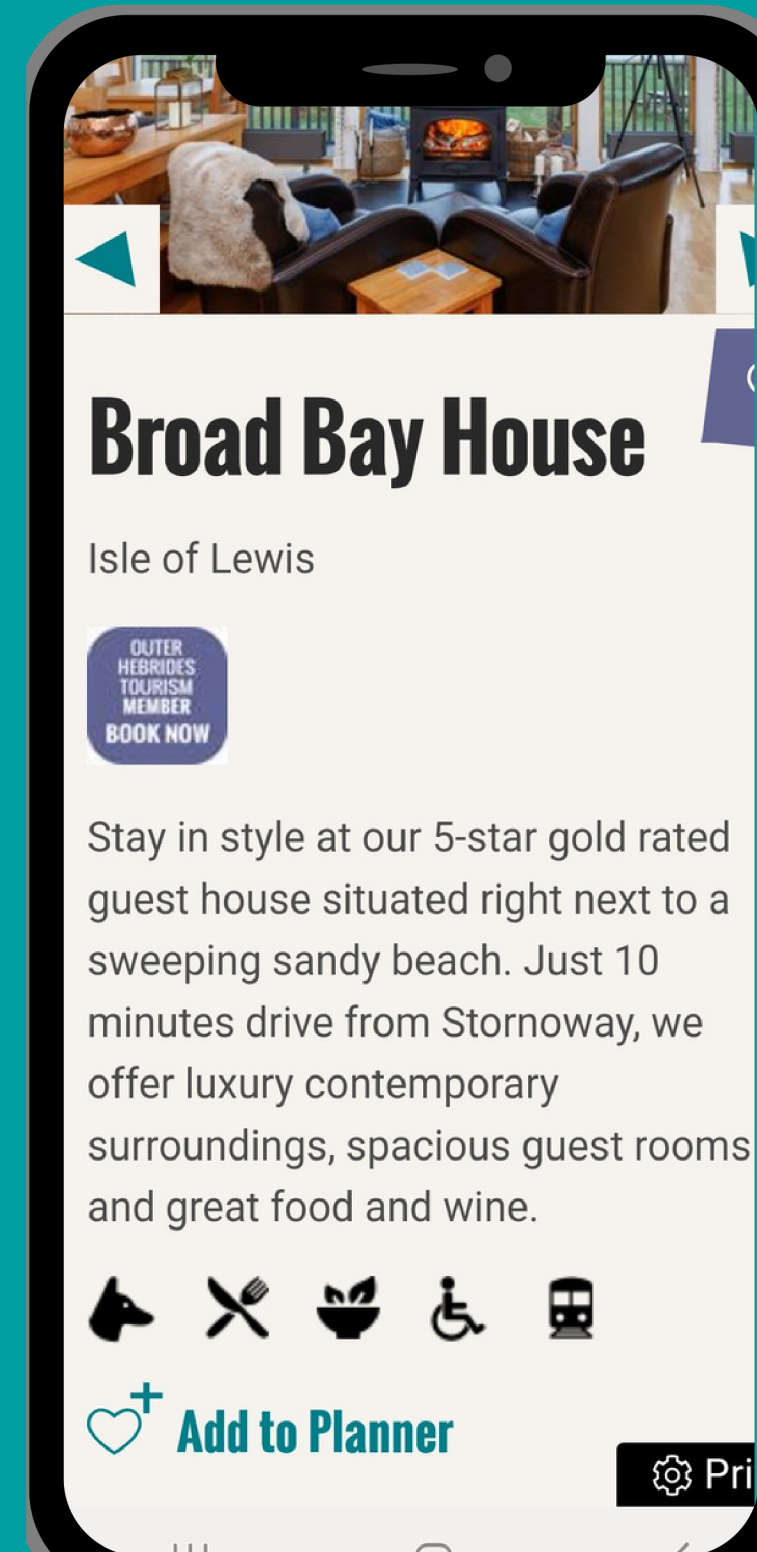 Broad Bay House
Isle of Lewis
OUTER
HEBRIDES
TOURISM
MEMBER
BOOK NOW
Stay in style at our 5-star gold rated
guest house situated right next to a
sweeping sandy beach. Just 10
minutes drive from Stornoway, we
offer luxury contemporary
surroundings, spacious guest rooms
and great food and wine.
Add to Planner
Pri